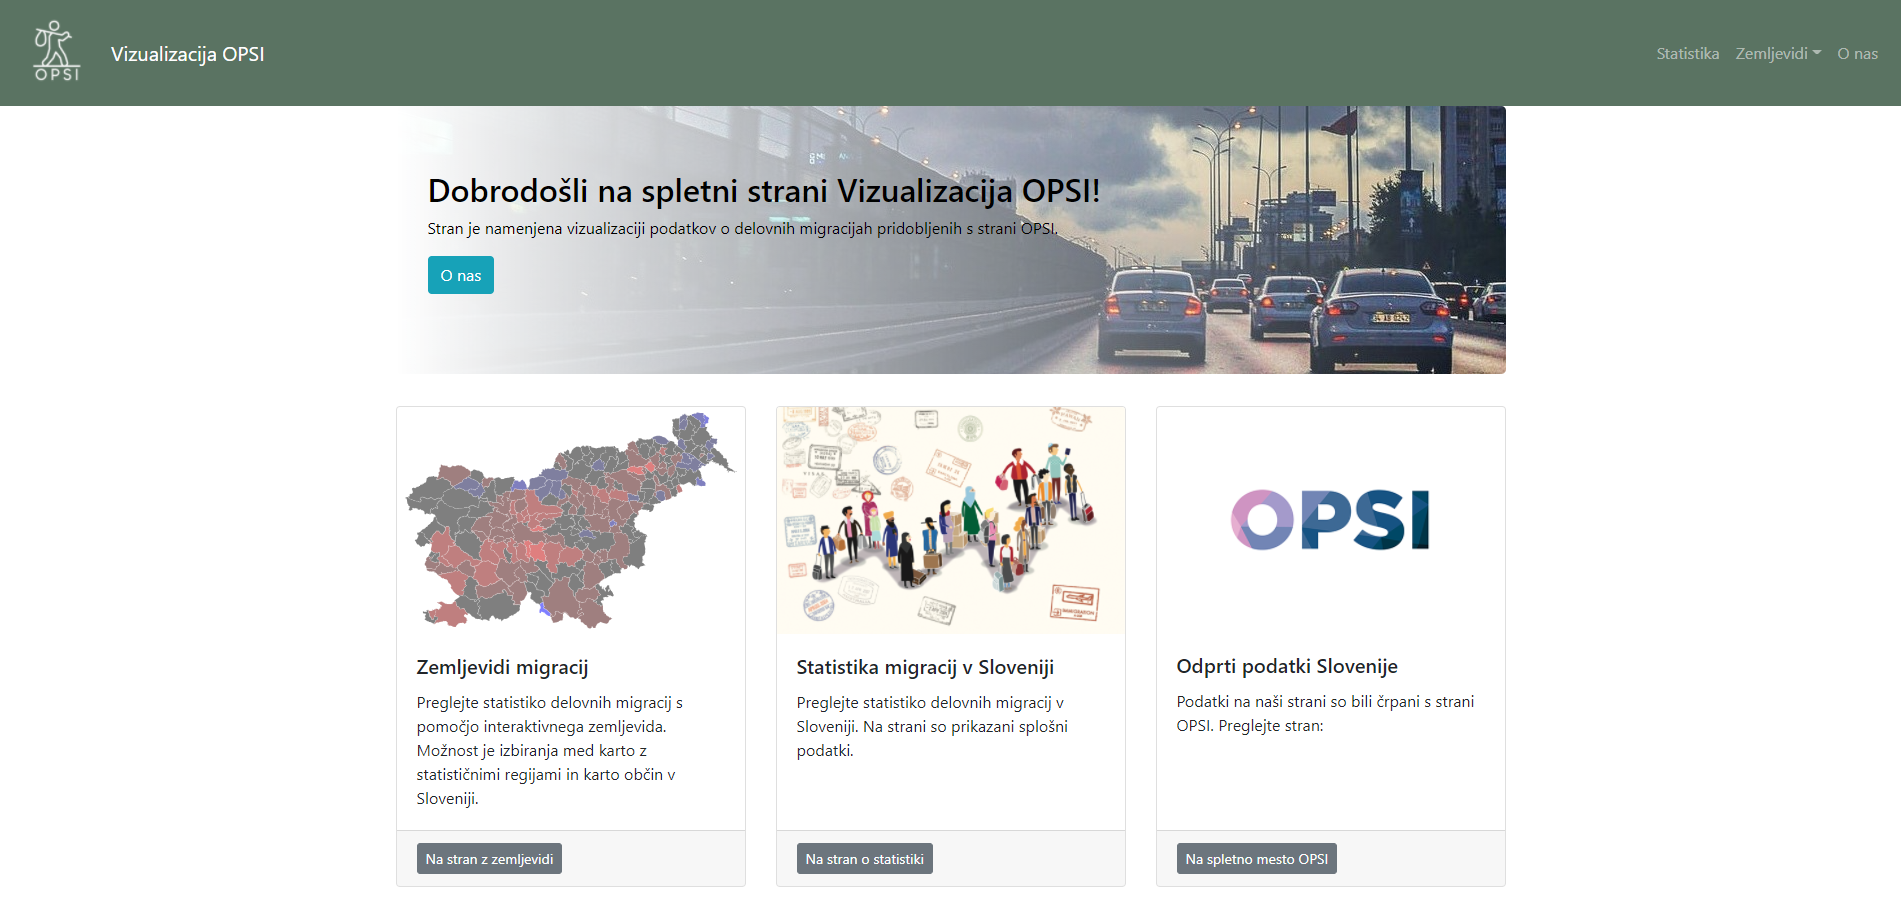 OPSI
Vizualizacija OPSI
Statistika
Zemljevidi
O nas
Dobrodošli na spletni strani Vizualizacija OPSI!
Stran je namenjena vizualizaciji podatkov o delovnih migracijah pridobljenih s strani OPSI.
O nas
OPSI
Zemljevidi migracij
Preglejte statistiko delovnih migracij s
pomočjo interaktivnega zemljevida.
Možnost je izbiranja med karto z
statističnimi regijami in karto občin v
Sloveniji.
Na stran z zemljevidi
Statistika migracij v Sloveniji
Preglejte statistiko delovnih migracij v
Sloveniji. Na strani so prikazani splošni
podatki.
Na stran o statistiki
Odprti podatki Slovenije
Podatki na naši strani so bili črpani s strani
OPSI. Preglejte stran:
Na spletno mesto OPSI